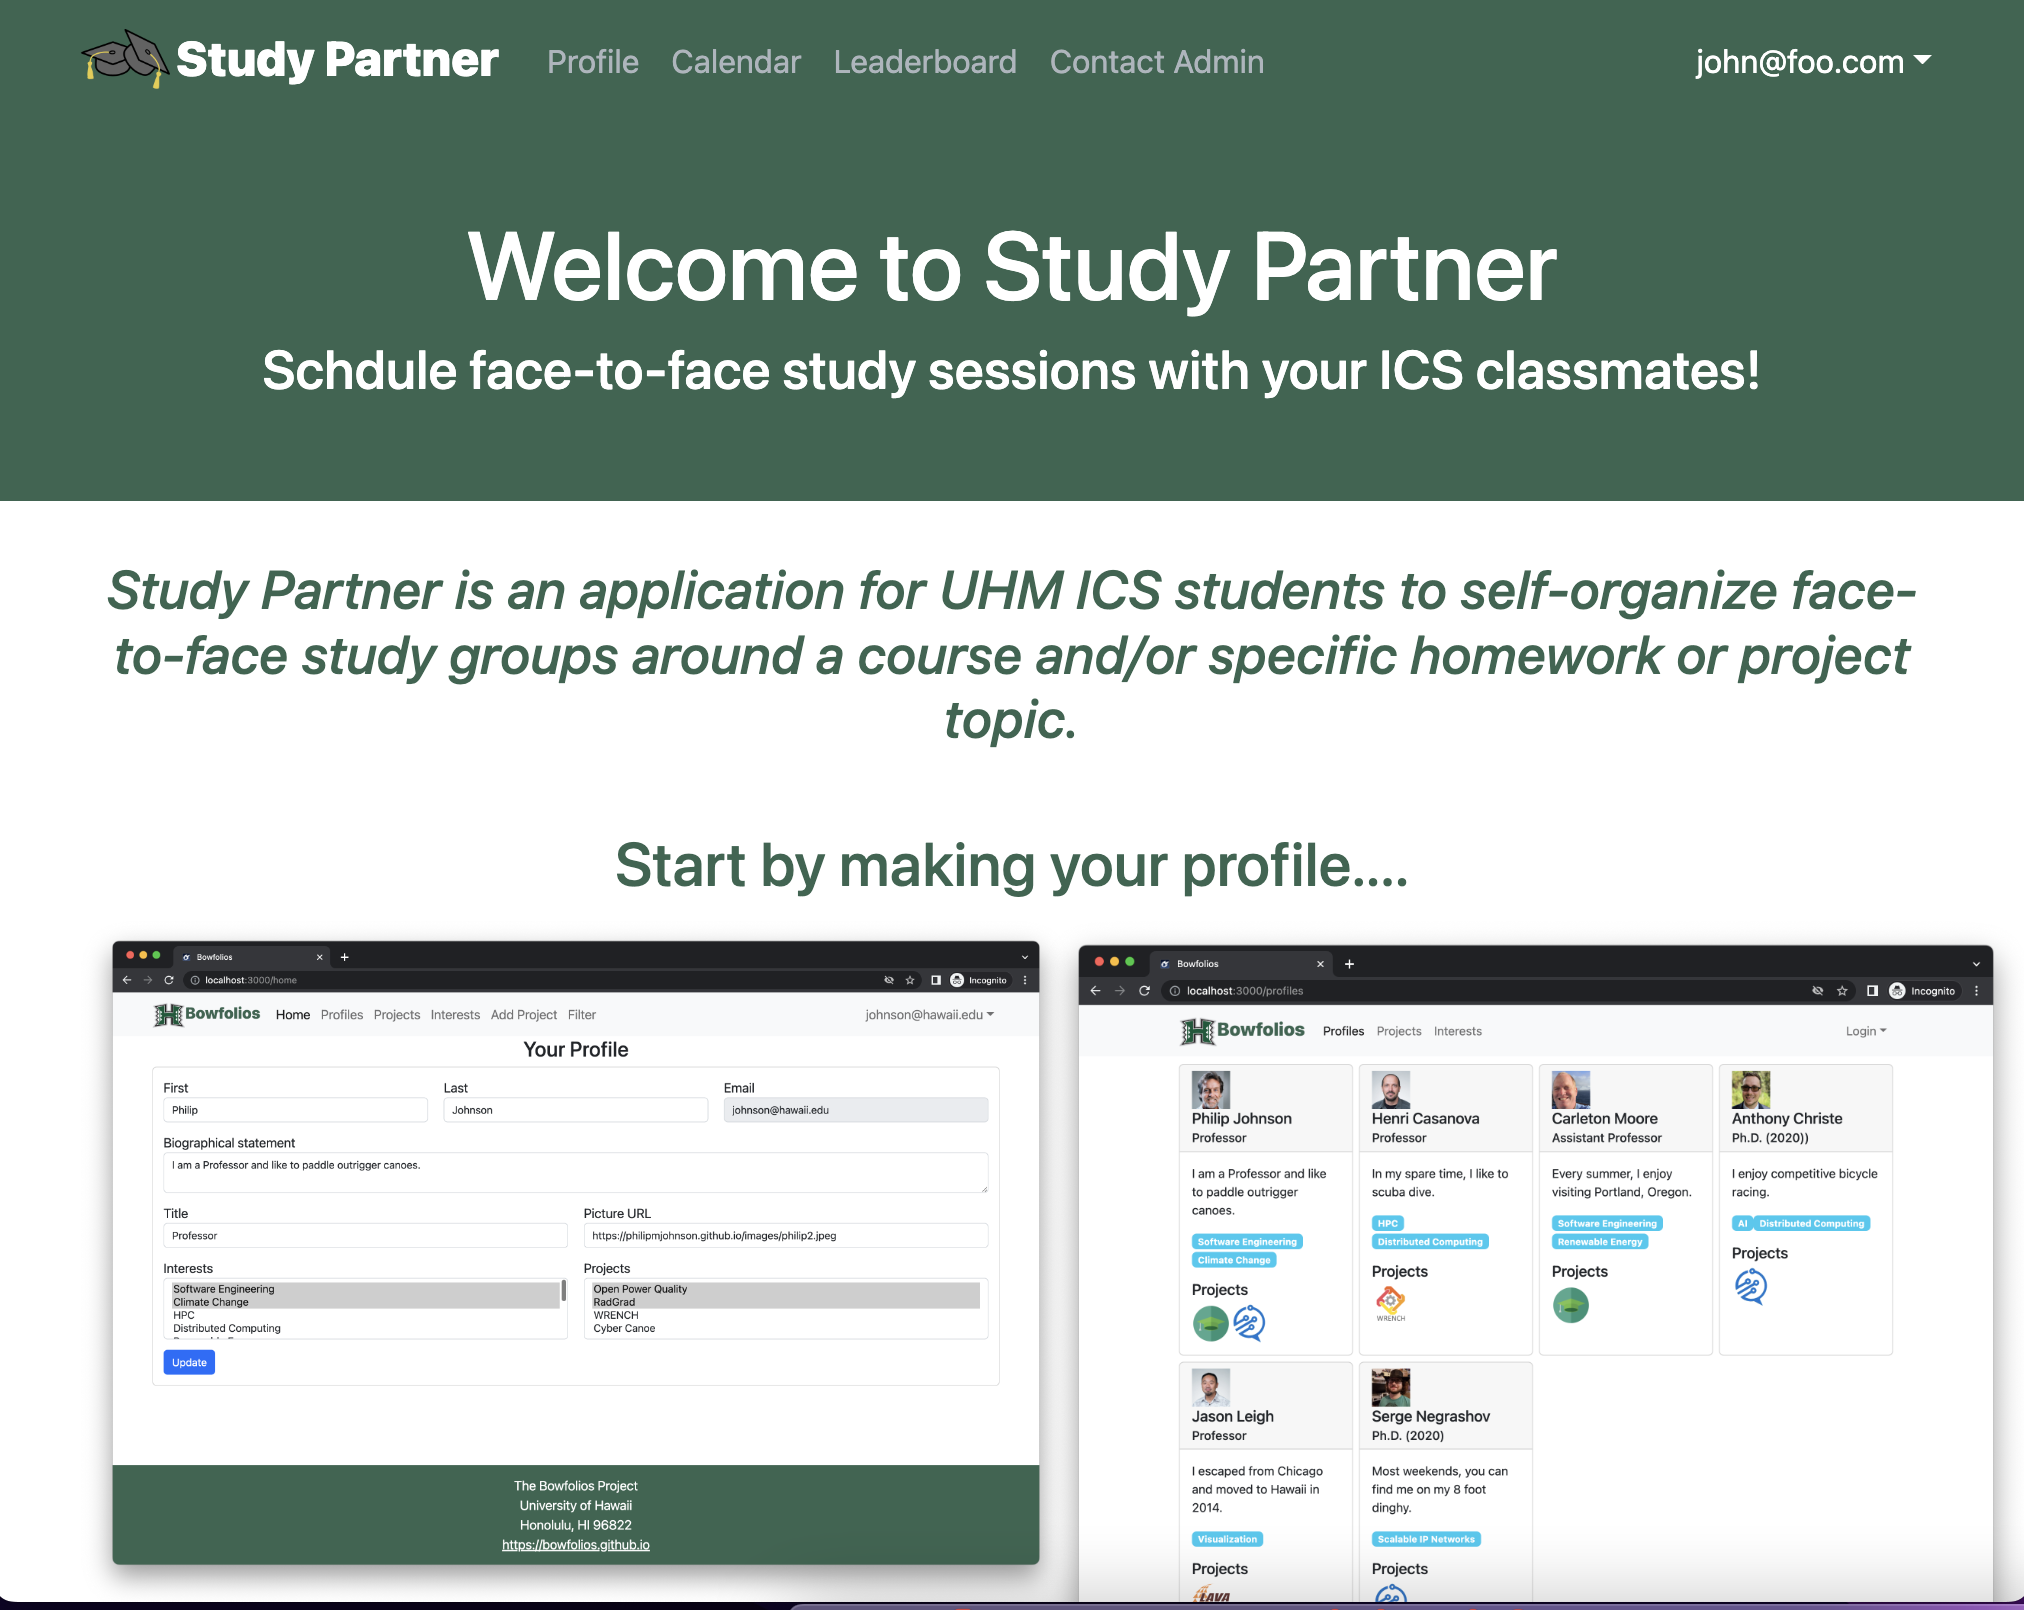 Study Partner Profile Calendar Leaderboard Contact Admin john@foo.com
Welcome to Study Partner
Schdule face-to-face study sessions with your ICS classmates!
Study Partner is an application for UHM ICS students to self-organize face-
to-face study groups around a course and/or specific homework or project
topic.
Start by making your profile....
Bowfolios
localhost:3000/home Incognito
Bowfolios Home Profiles Projects Interests Add Project Filter johnson@hawaii.edu
Your Profile
First Last Email
Philip Johnson johnson@hawaii.edu
Biographical statement
I am a Professor and like to paddle outrigger canoes.
Title Picture URL
Professor https://philipmjohnson.github.io/images/philip2.jpeg
Interests Projects
Software Engineering Open Power Quality
Climate Change RadGrad
HPC WRENCH
Distributed Computing Cyber Canoe
Update
The Bowfolios Project
University of Hawaii
Honolulu, HI 96822
https://bowfolios.github.io
Bowfolios
localhost:3000/profiles Incognito
Bowfolios Profiles Projects Interests Login
Philip Johnson
Professor
I am a Professor and like
to paddle outrigger
canoes.
Software Engineering
Climate Change
Projects
Henri Casanova
Professor
In my spare time, I like to
scuba dive.
HPC
Distributed Computing
Projects
WRENCH
Carleton Moore
Assistant Professor
Every summer, I enjoy
visiting Portland, Oregon.
Software Engineering
Renewable Energy
Projects
Anthony Christe
Ph.D. (2020))
I enjoy competitive bicycle
racing.
AI Distributed Computing
Projects
Jason Leigh
Professor
I escaped from Chicago
and moved to Hawaii in
2014.
Visualization
Projects
LAVA
Serge Negrashov
Ph.D. (2020)
Most weekends, you can
find me on my 8 foot
dinghy.
Scalable IP Networks
Projects